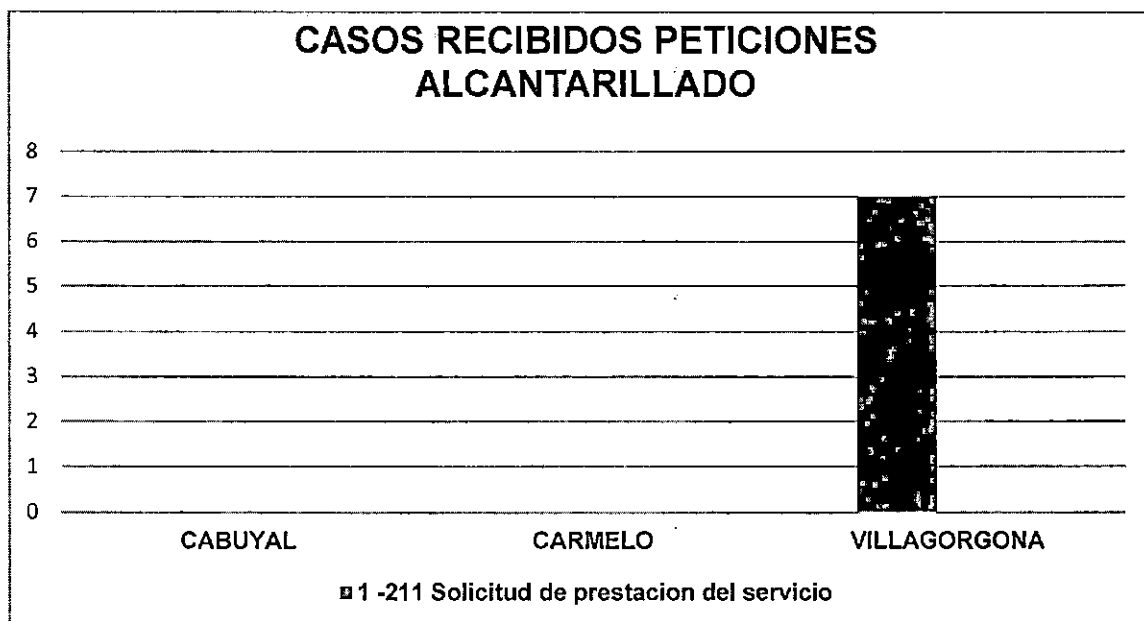 CASOS RECIBIDOS PETICIONES
ALCANTARILLADO
8
7
6
5
4
3
2
1
0
CABUYAL CARMELO VILLAGORGONA
1 -211 Solicitud de prestacion del servicio